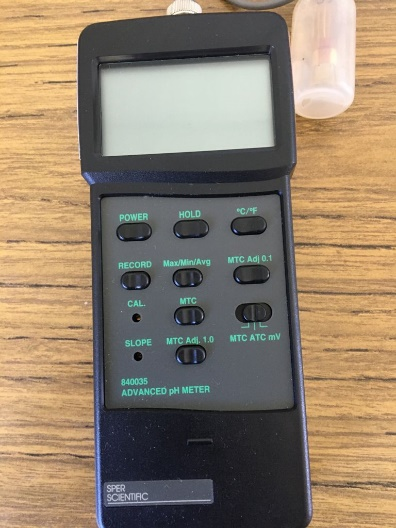 POWER HOLD °C/°F
RECORD Max/Min/Avg MTC Adj 0.1
CAL. MTC
MTC ATC mV
SLOPE MTC Adj. 1.0
840035
ADVANCED pH METER
SPER
SCIENTIFIC